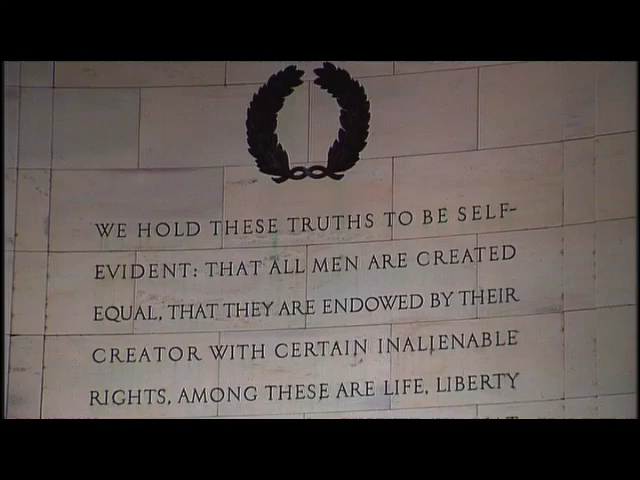 WE HOLD THESE TRUTHS TO BE SELF-
EVIDENT: THAT ALL MEN ARE CREATED
EQUAL, THAT THEY ARE ENDOWED BY THEIR
CREATOR WITH CERTAIN INALIENABLE
RIGHTS, AMONG THESE ARE LIFE, LIBERTY